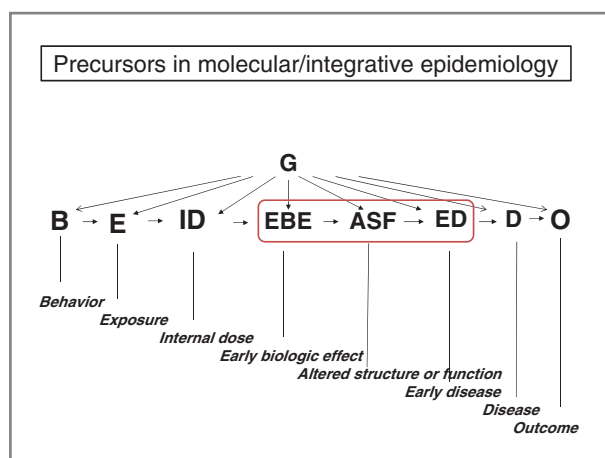 Precursors in molecular/integrative epidemiology
G
B E ID EBE ASF ED D O
Behavior
Exposure
Internal dose
Early biologic effect
Altered structure or function
Early disease
Disease
Outcome